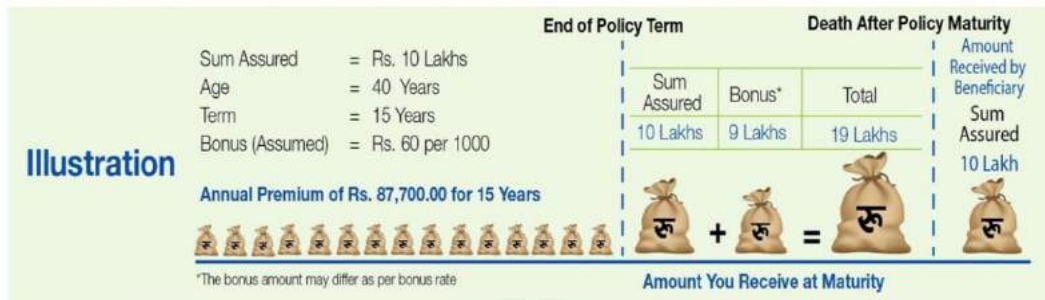 End of Policy Term
Death After Policy Maturity
Illustration
Sum Assured = Rs. 10 Lakhs
Age = 40 Years
Term = 15 Years
Bonus (Assumed) = Rs. 60 per 1000
Annual Premium of Rs. 87,700.00 for 15 Years
*The bonus amount may differ as per bonus rate
Sum Assured Bonus* Total
10 Lakhs 9 Lakhs 19 Lakhs
रू + रू = रू
Amount You Receive at Maturity
Amount
Received by
Beneficiary
Sum
Assured
10 Lakh
रू